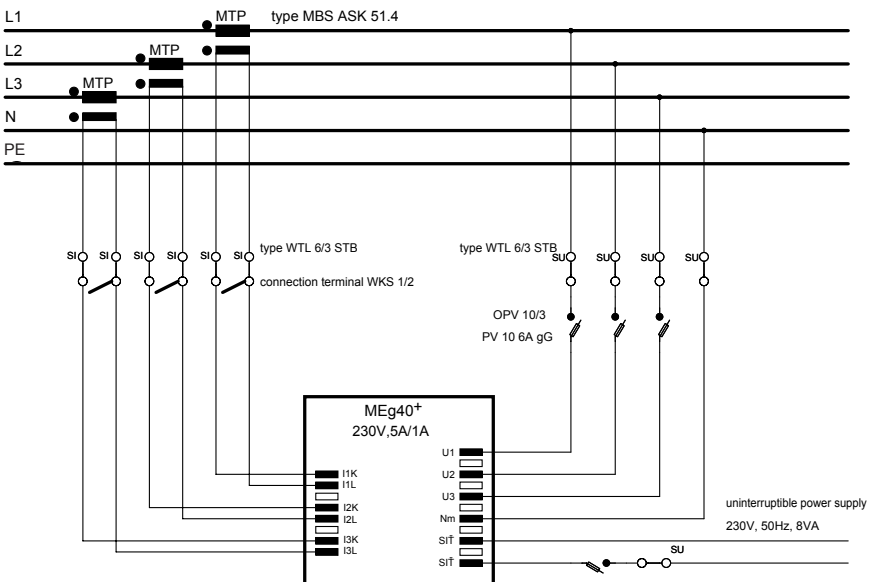 L1 MTP type MBS ASK 51.4
L2 MTP
L3 MTP
N
PE
SI SI SI SI SI SI type WTL 6/3 STB type WTL 6/3 STB SU SU SU SU
connection terminal WKS 1/2
OPV 10/3
PV 10 6A gG
MEg40+
230V,5A/1A
U1
I1K U2
I1L
U3
I2K
I2L Nm
I3K SIŤ
I3L
SIŤ
uninterruptible power supply
230V, 50Hz, 8VA
SU